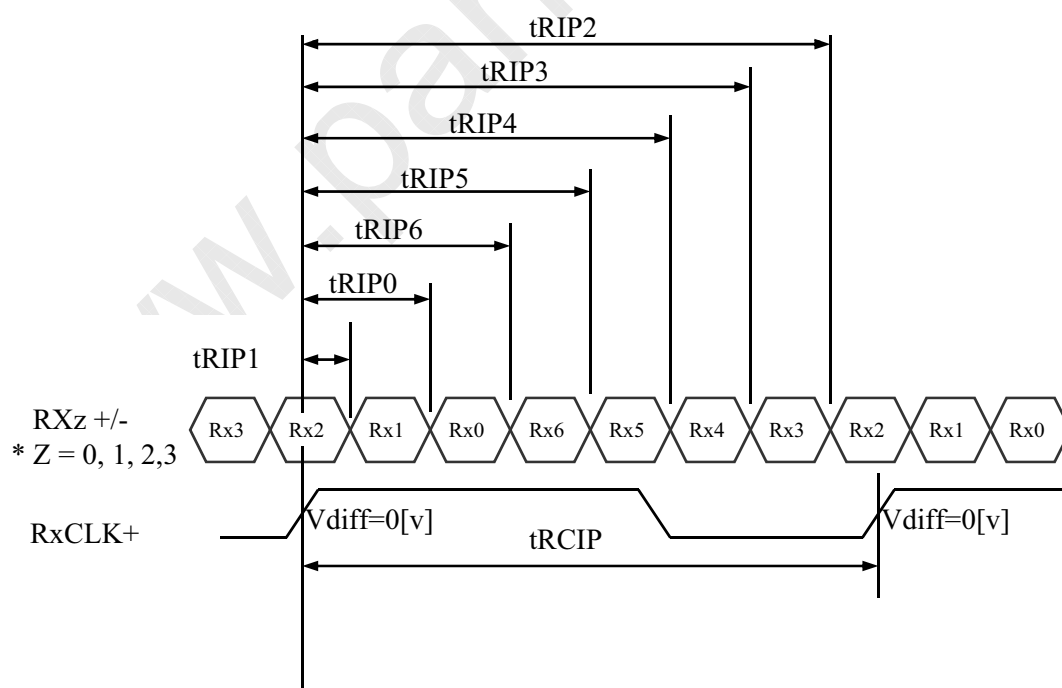 tRIP2
tRIP3
tRIP4
tRIP5
tRIP6
tRIP0
tRIP1
RXz +/-
* Z = 0, 1, 2,3
Rx3 Rx2 Rx1 Rx0 Rx6 Rx5 Rx4 Rx3 Rx2 Rx1 Rx0
RxCLK+
Vdiff=0[v] Vdiff=0[v]
tRCIP